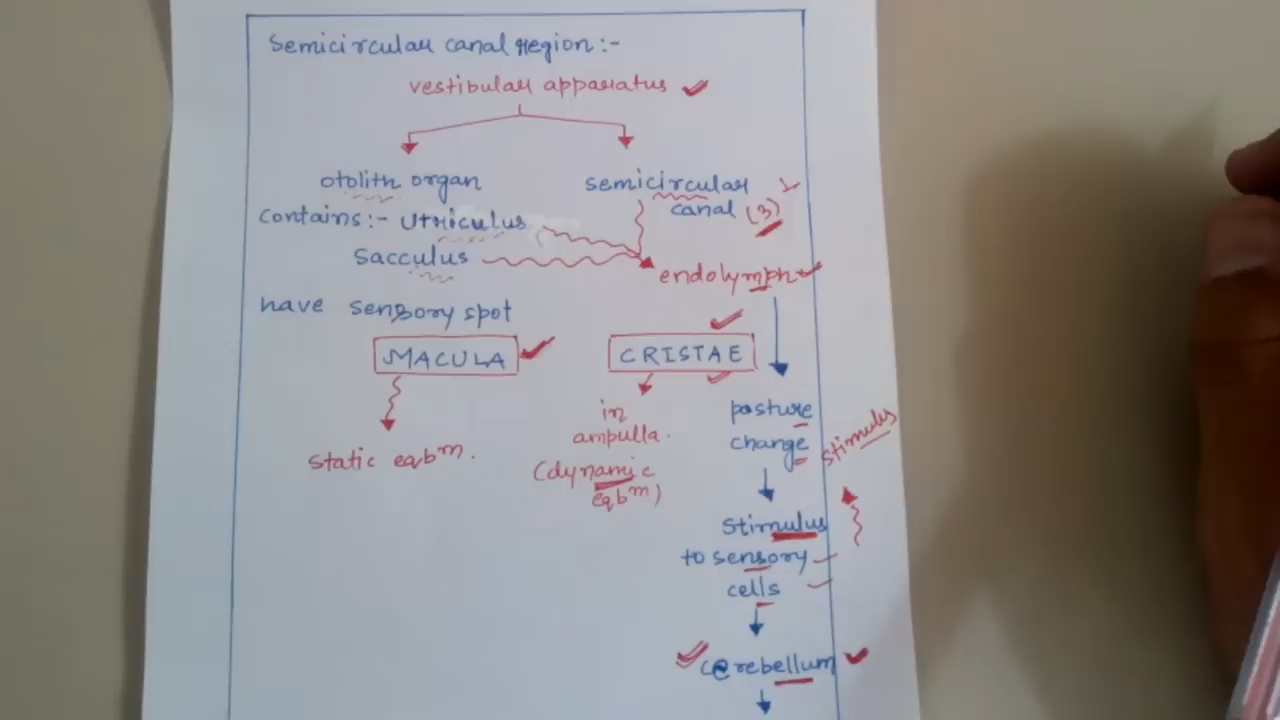 Semicircular canal region:-
vestibular apparatus
otolith organ
semicircular
canal (3)
contains:- Utriculus
Sacculus
endolymph
have sensory spot
MACULA
CRISTAE
static eqbm.
in
ampulla.
(dynamic
eqbm)
posture
change
stimulus
Stimulus
to sensory
cells
cerebellum